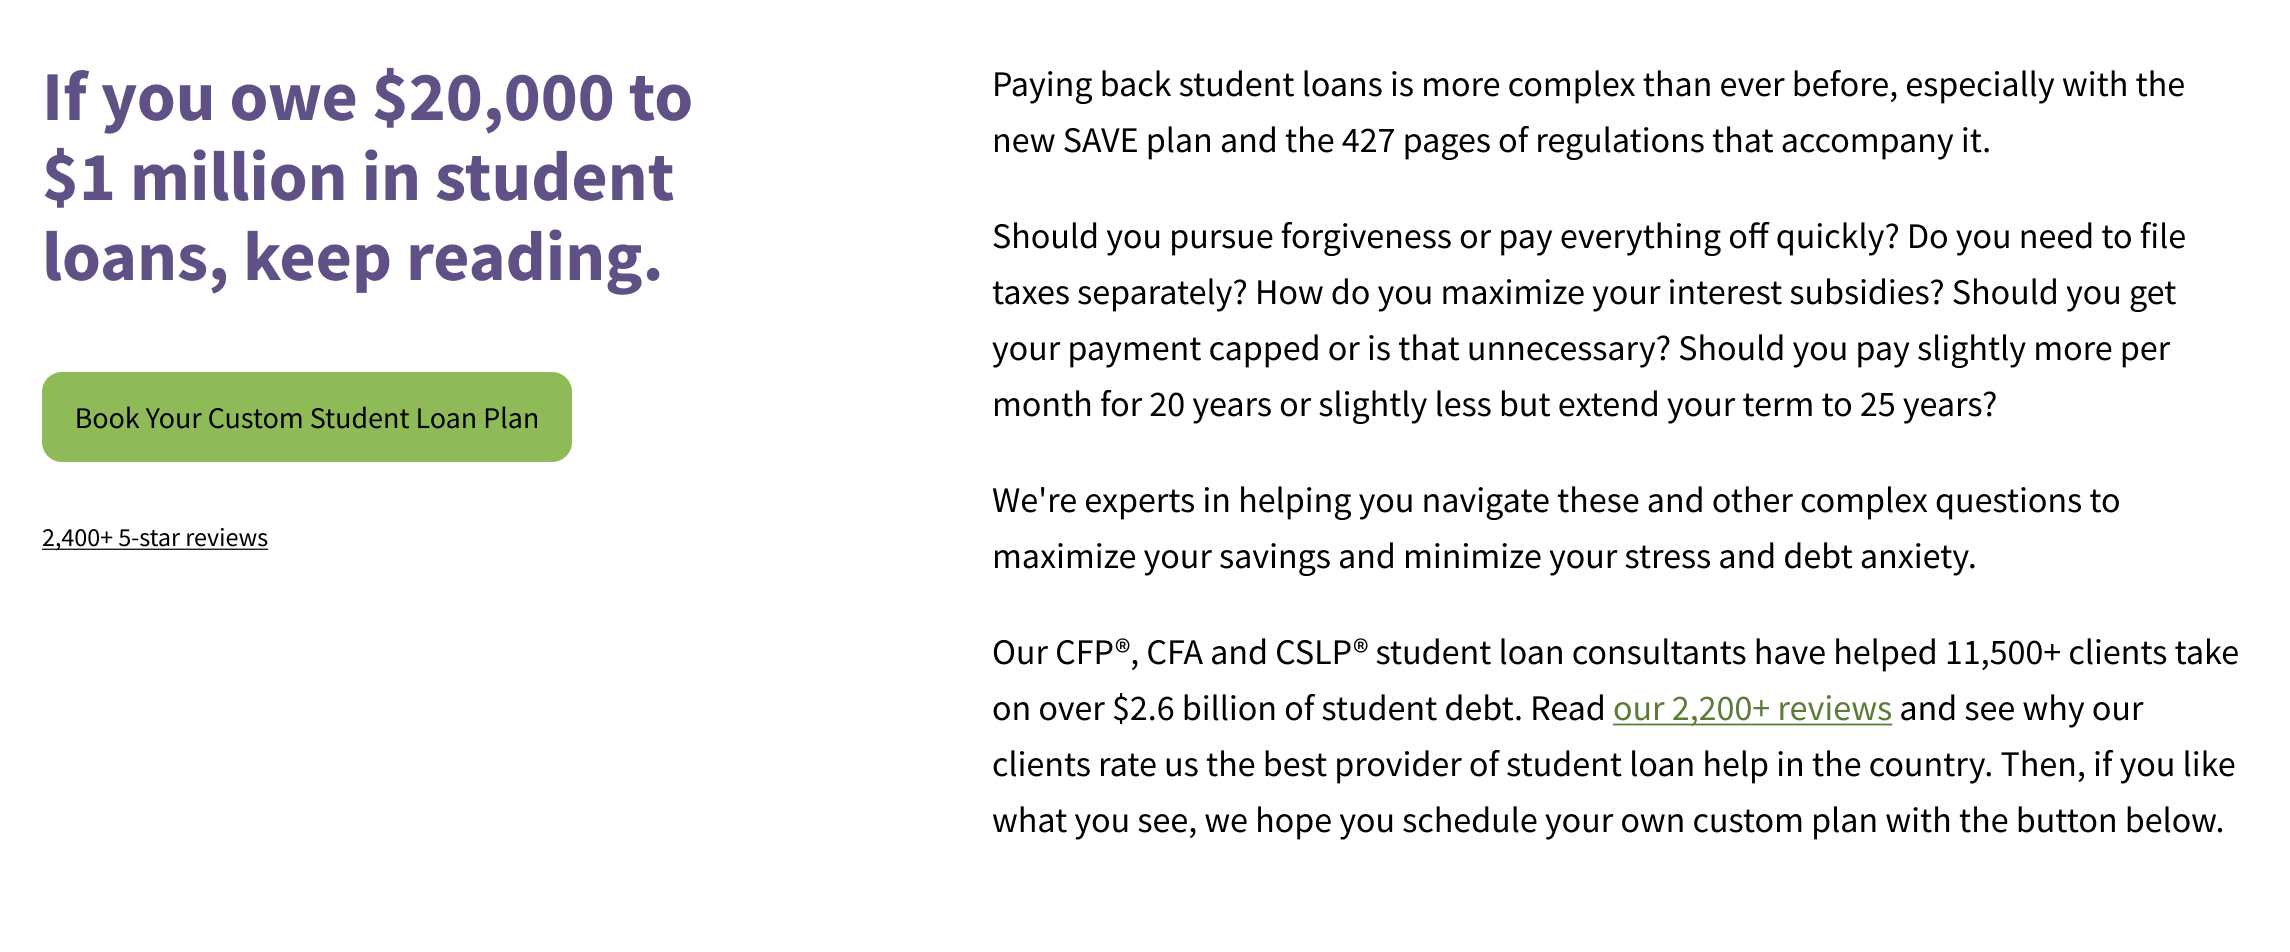 If you owe $20,000 to
$1 million in student
loans, keep reading.
Book Your Custom Student Loan Plan
2,400+ 5-star reviews
Paying back student loans is more complex than ever before, especially with the
new SAVE plan and the 427 pages of regulations that accompany it.
Should you pursue forgiveness or pay everything off quickly? Do you need to file
taxes separately? How do you maximize your interest subsidies? Should you get
your payment capped or is that unnecessary? Should you pay slightly more per
month for 20 years or slightly less but extend your term to 25 years?
We're experts in helping you navigate these and other complex questions to
maximize your savings and minimize your stress and debt anxiety.
Our CFP®, CFA and CSLP® student loan consultants have helped 11,500+ clients take
on over $2.6 billion of student debt. Read our 2,200+ reviews and see why our
clients rate us the best provider of student loan help in the country. Then, if you like
what you see, we hope you schedule your own custom plan with the button below.